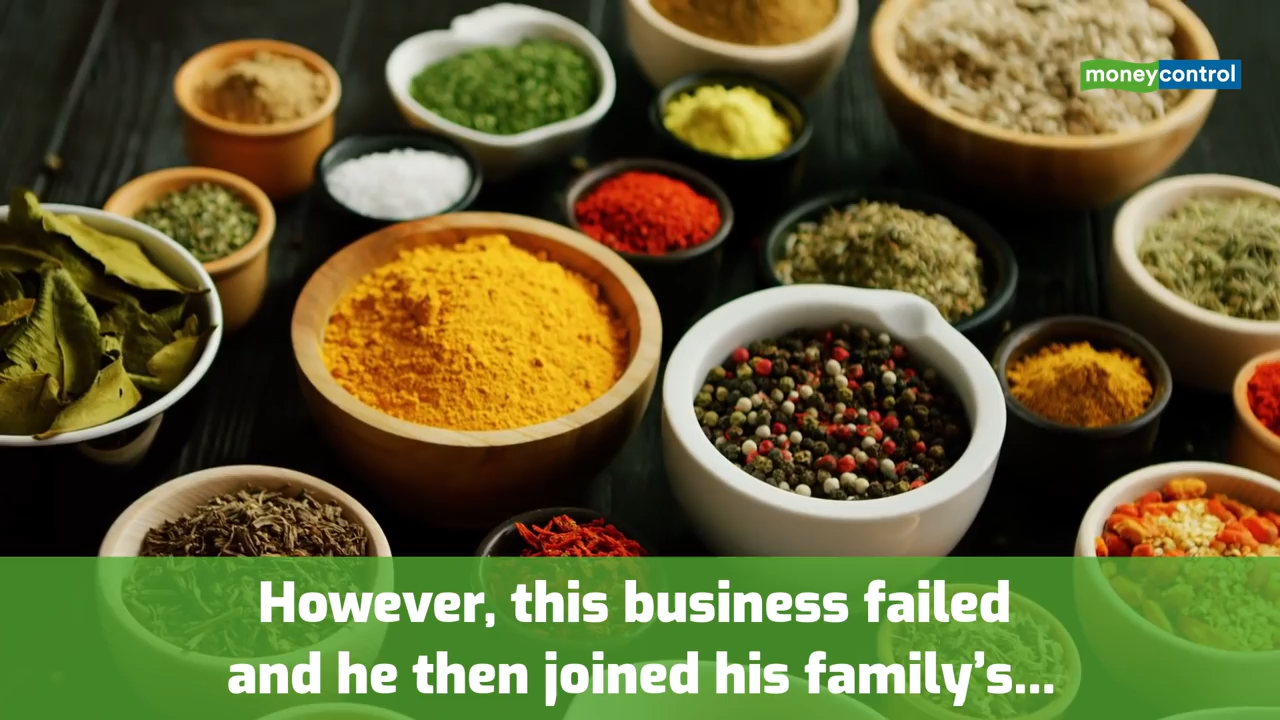 moneycontrol
However, this business failed
and he then joined his family’s...